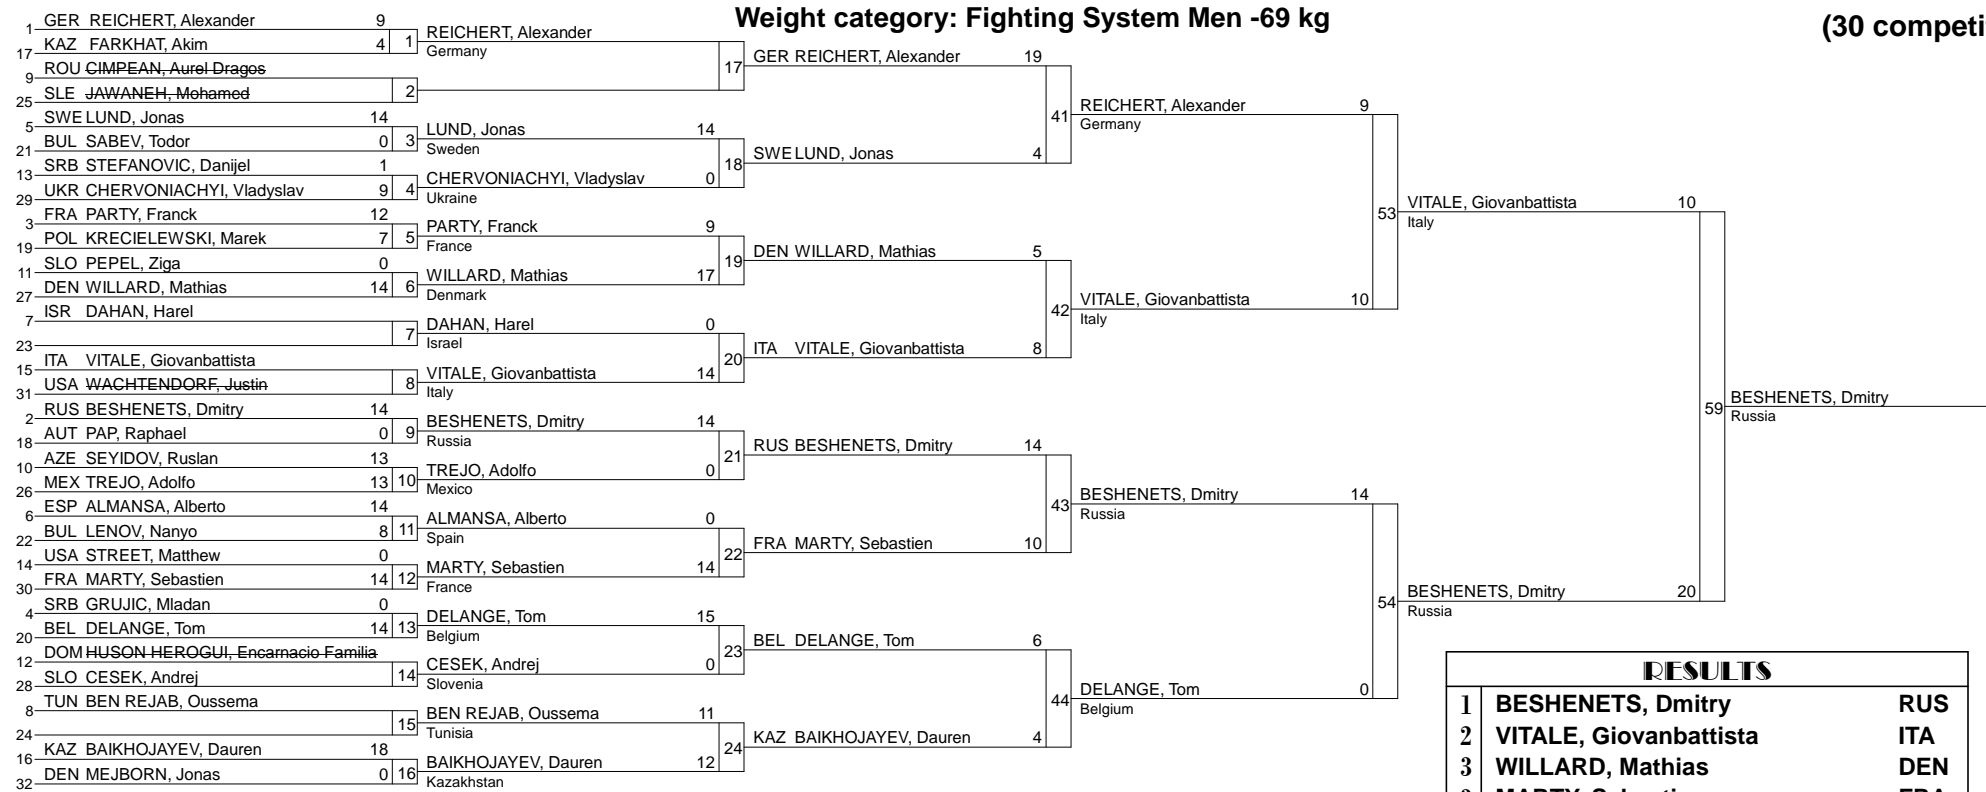 Weight category: Fighting System Men -69 kg
(30 competi
1 GER REICHERT, Alexander 9
17 KAZ FARKHAT, Akim 4
1
9 ROU CIMPEAN, Aurel Dragos
25 SLE JAWANEH, Mohamed
2
5 SWE LUND, Jonas 14
21 BUL SABEV, Todor 0
3
13 SRB STEFANOVIC, Danijel 1
29 UKR CHERVONIACHYI, Vladyslav 9
4
3 FRA PARTY, Franck 12
19 POL KRECIELEWSKI, Marek 7
5
11 SLO PEPEL, Ziga 0
27 DEN WILLARD, Mathias 14
6
7 ISR DAHAN, Harel
23
7
15 ITA VITALE, Giovanbattista
31 USA WACHTENDORF, Justin
8
2 RUS BESHENETS, Dmitry 14
18 AUT PAP, Raphael 0
9
10 AZE SEYIDOV, Ruslan 13
26 MEX TREJO, Adolfo 13
10
6 ESP ALMANSA, Alberto 14
22 BUL LENOV, Nanyo 8
11
14 USA STREET, Matthew 0
30 FRA MARTY, Sebastien 14
12
4 SRB GRUJIC, Mladan 0
20 BEL DELANGE, Tom 14
13
12 DOM HUSON HEROGUI, Encarnacio Familia
28 SLO CESEK, Andrej
14
8 TUN BEN REJAB, Oussema
24
15
16 KAZ BAIKHOJAYEV, Dauren 18
32 DEN MEJBORN, Jonas 0
16
REICHERT, Alexander
Germany
17
LUND, Jonas 14
Sweden
18
CHERVONIACHYI, Vladyslav 0
Ukraine
PARTY, Franck 9
France
19
WILLARD, Mathias 17
Denmark
DAHAN, Harel 0
Israel
20
VITALE, Giovanbattista 14
Italy
BESHENETS, Dmitry 14
Russia
21
TREJO, Adolfo 0
Mexico
ALMANSA, Alberto 0
Spain
22
MARTY, Sebastien 14
France
DELANGE, Tom 15
Belgium
23
CESEK, Andrej 0
Slovenia
BEN REJAB, Oussema 11
Tunisia
24
BAIKHOJAYEV, Dauren 12
Kazakhstan
GER REICHERT, Alexander 19
41
SWE LUND, Jonas 4
DEN WILLARD, Mathias 5
42
ITA VITALE, Giovanbattista 8
RUS BESHENETS, Dmitry 14
43
FRA MARTY, Sebastien 10
BEL DELANGE, Tom 6
44
KAZ BAIKHOJAYEV, Dauren 4
REICHERT, Alexander 9
Germany
53
VITALE, Giovanbattista 10
Italy
BESHENETS, Dmitry 14
Russia
54
DELANGE, Tom 0
Belgium
VITALE, Giovanbattista 10
Italy
59
BESHENETS, Dmitry 20
Russia
BESHENETS, Dmitry
Russia
RESULTS
1 BESHENETS, Dmitry RUS
2 VITALE, Giovanbattista ITA
3 WILLARD, Mathias DEN